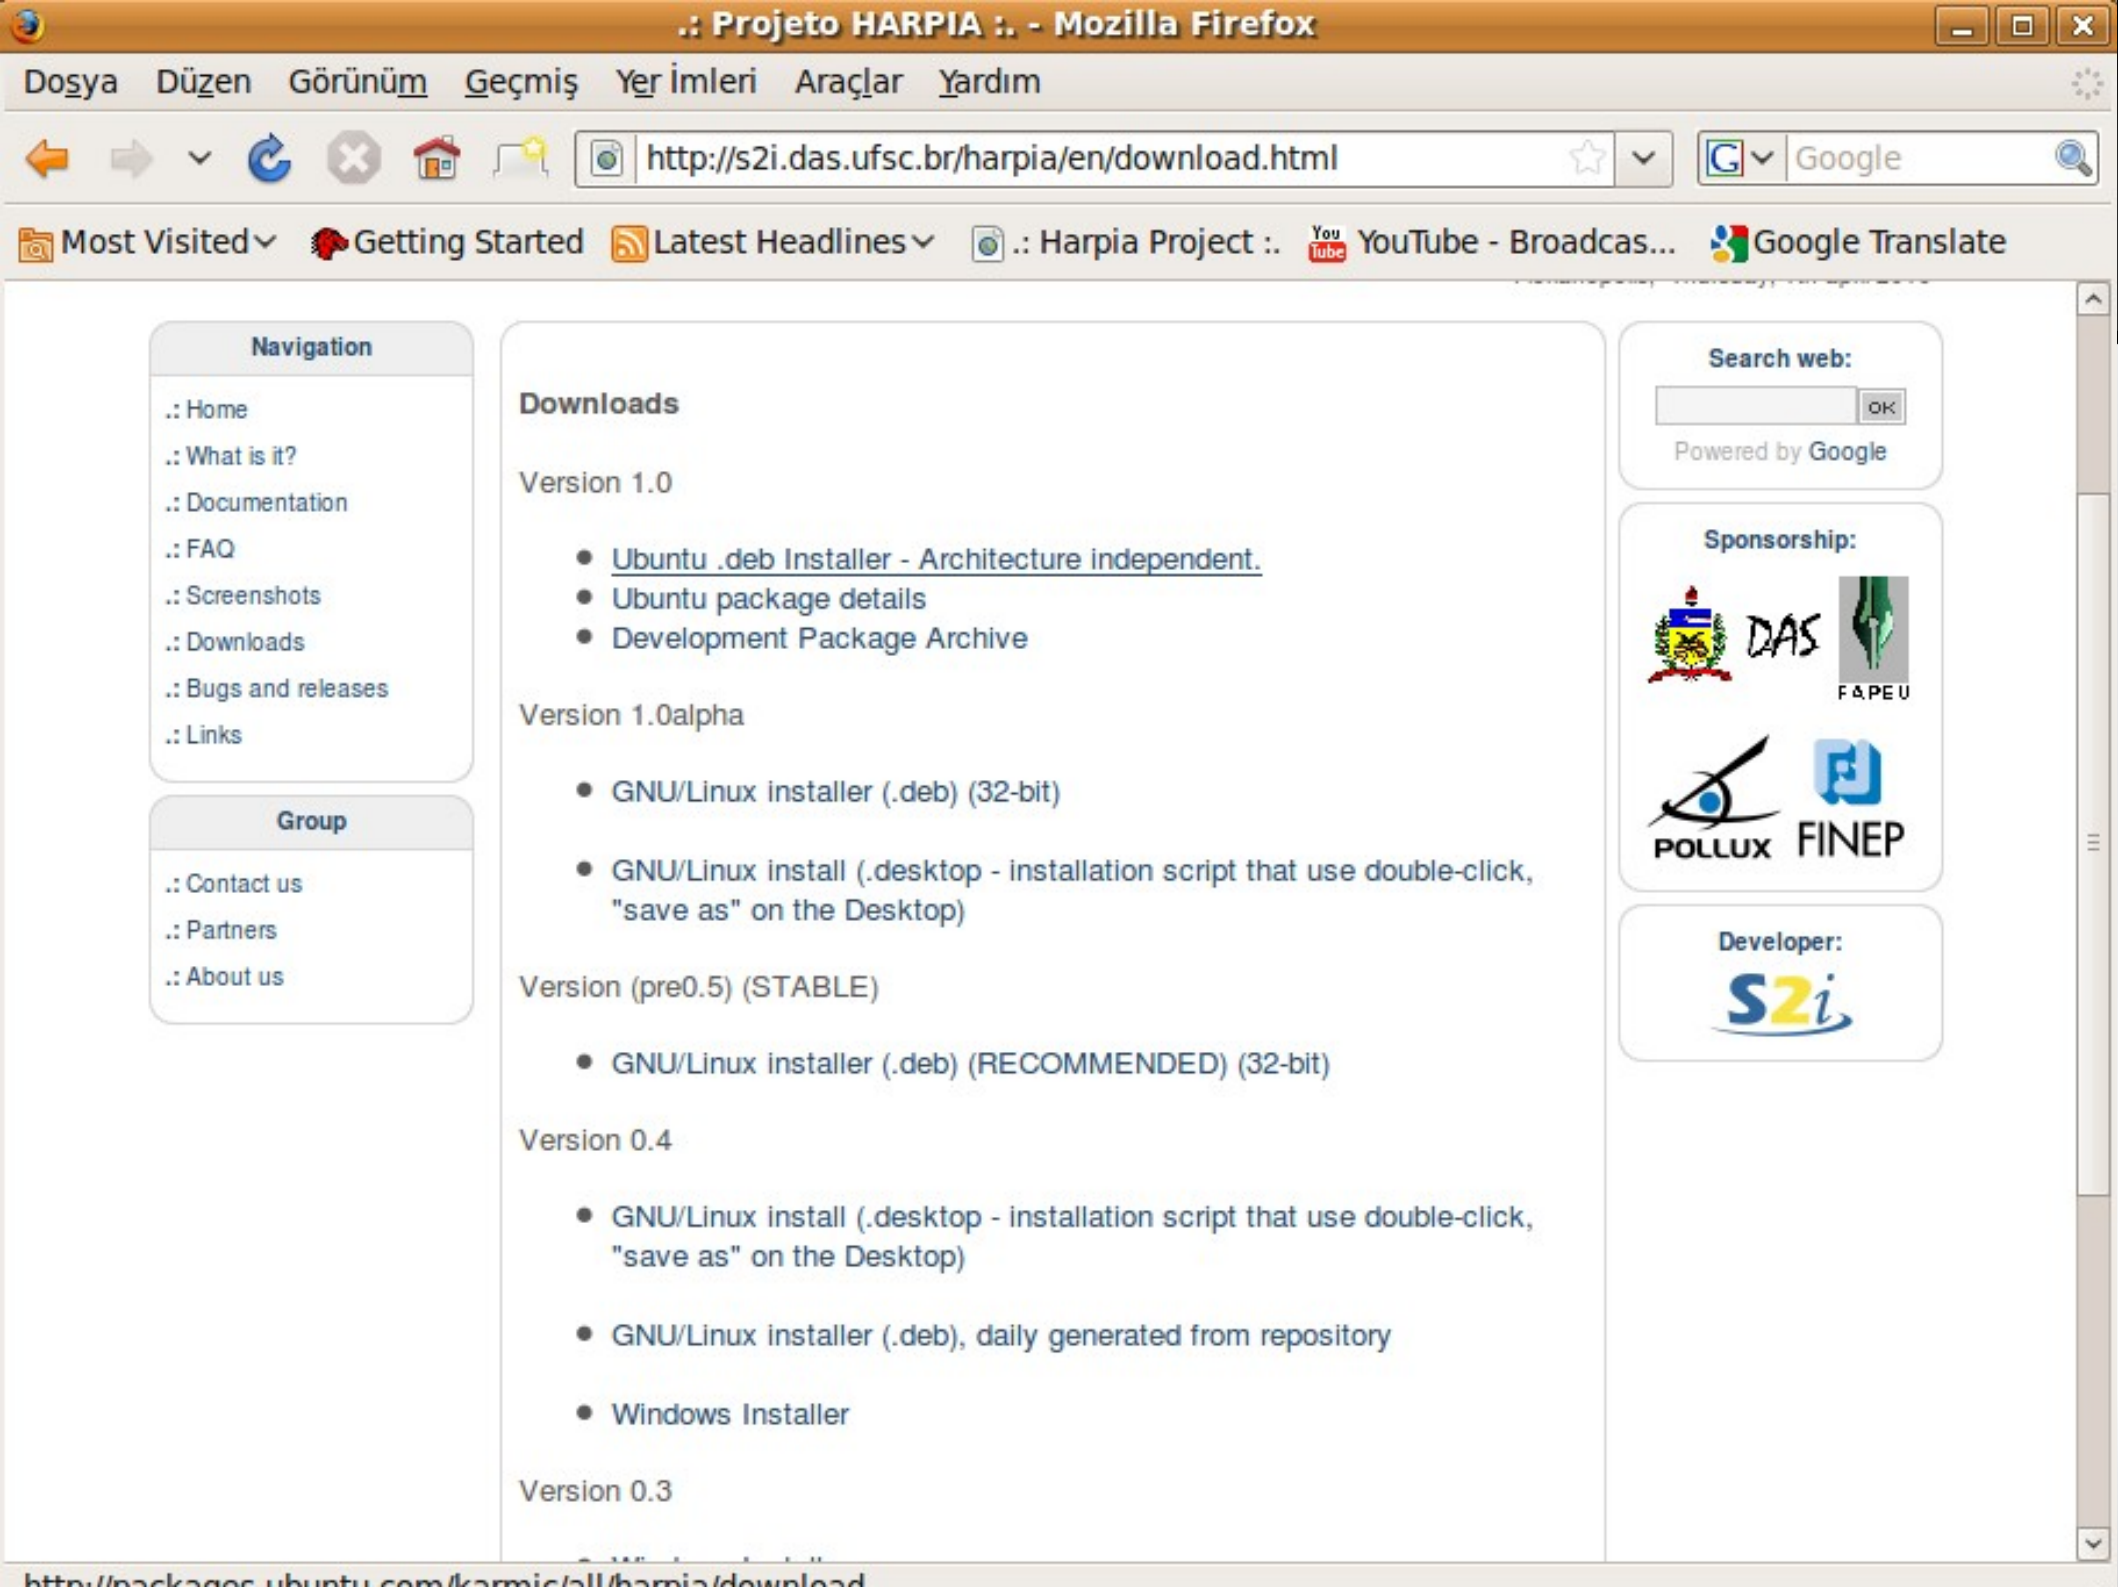 .: Projeto HARPIA :. - Mozilla Firefox
Dosya Düzen Görünüm Geçmiş Yer İmleri Araçlar Yardım
http://s2i.das.ufsc.br/harpia/en/download.html G Google
Most Visited Getting Started Latest Headlines .: Harpia Project :. You Tube YouTube - Broadcas... Google Translate
Navigation
.: Home
.: What is it?
.: Documentation
.: FAQ
.: Screenshots
.: Downloads
.: Bugs and releases
.: Links
Group
.: Contact us
.: Partners
.: About us
Downloads
Version 1.0
Ubuntu .deb Installer - Architecture independent.
Ubuntu package details
Development Package Archive
Version 1.0alpha
GNU/Linux installer (.deb) (32-bit)
GNU/Linux install (.desktop - installation script that use double-click,
"save as" on the Desktop)
Version (pre0.5) (STABLE)
GNU/Linux installer (.deb) (RECOMMENDED) (32-bit)
Version 0.4
GNU/Linux install (.desktop - installation script that use double-click,
"save as" on the Desktop)
GNU/Linux installer (.deb), daily generated from repository
Windows Installer
Version 0.3
Search web:
OK
Powered by Google
Sponsorship:
DAS
FAPEU
POLLUX FINEP
Developer:
S2i
http://packages.ubuntu.com/karmic/all/harpia/download